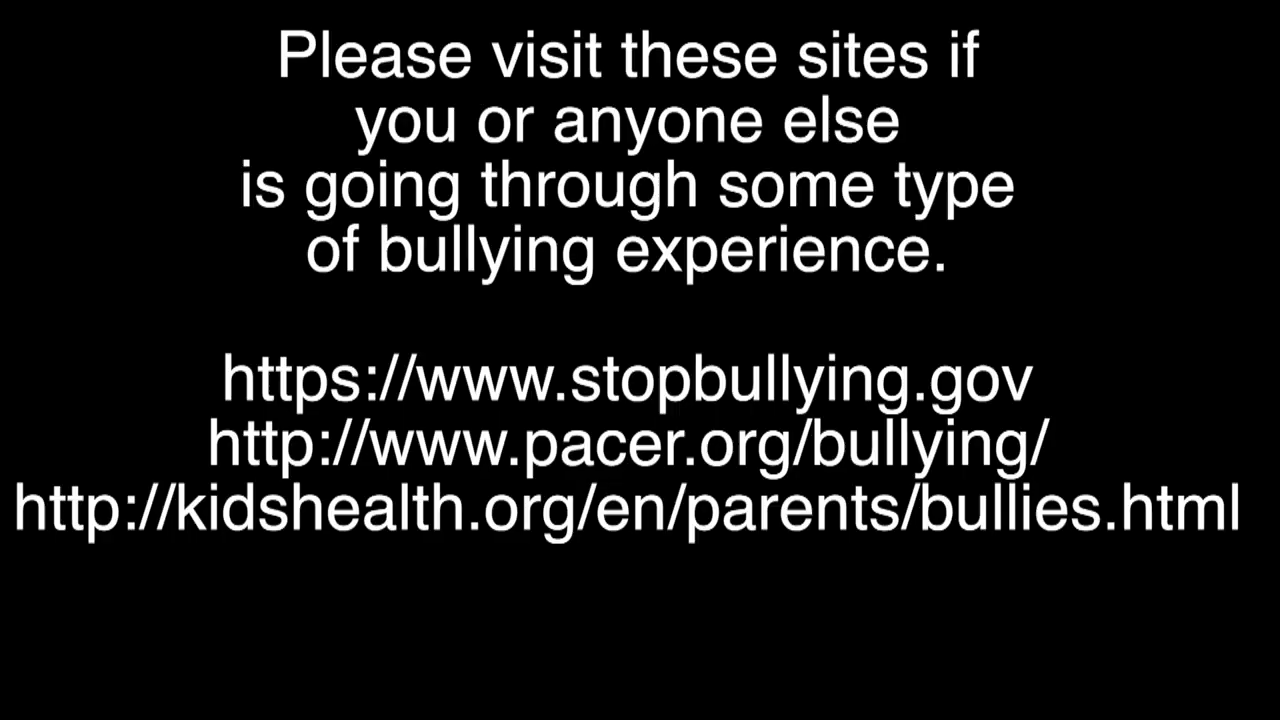 Please visit these sites if
you or anyone else
is going through some type
of bullying experience.
https://www.stopbullying.gov
http://www.pacer.org/bullying/
http://kidshealth.org/en/parents/bullies.html